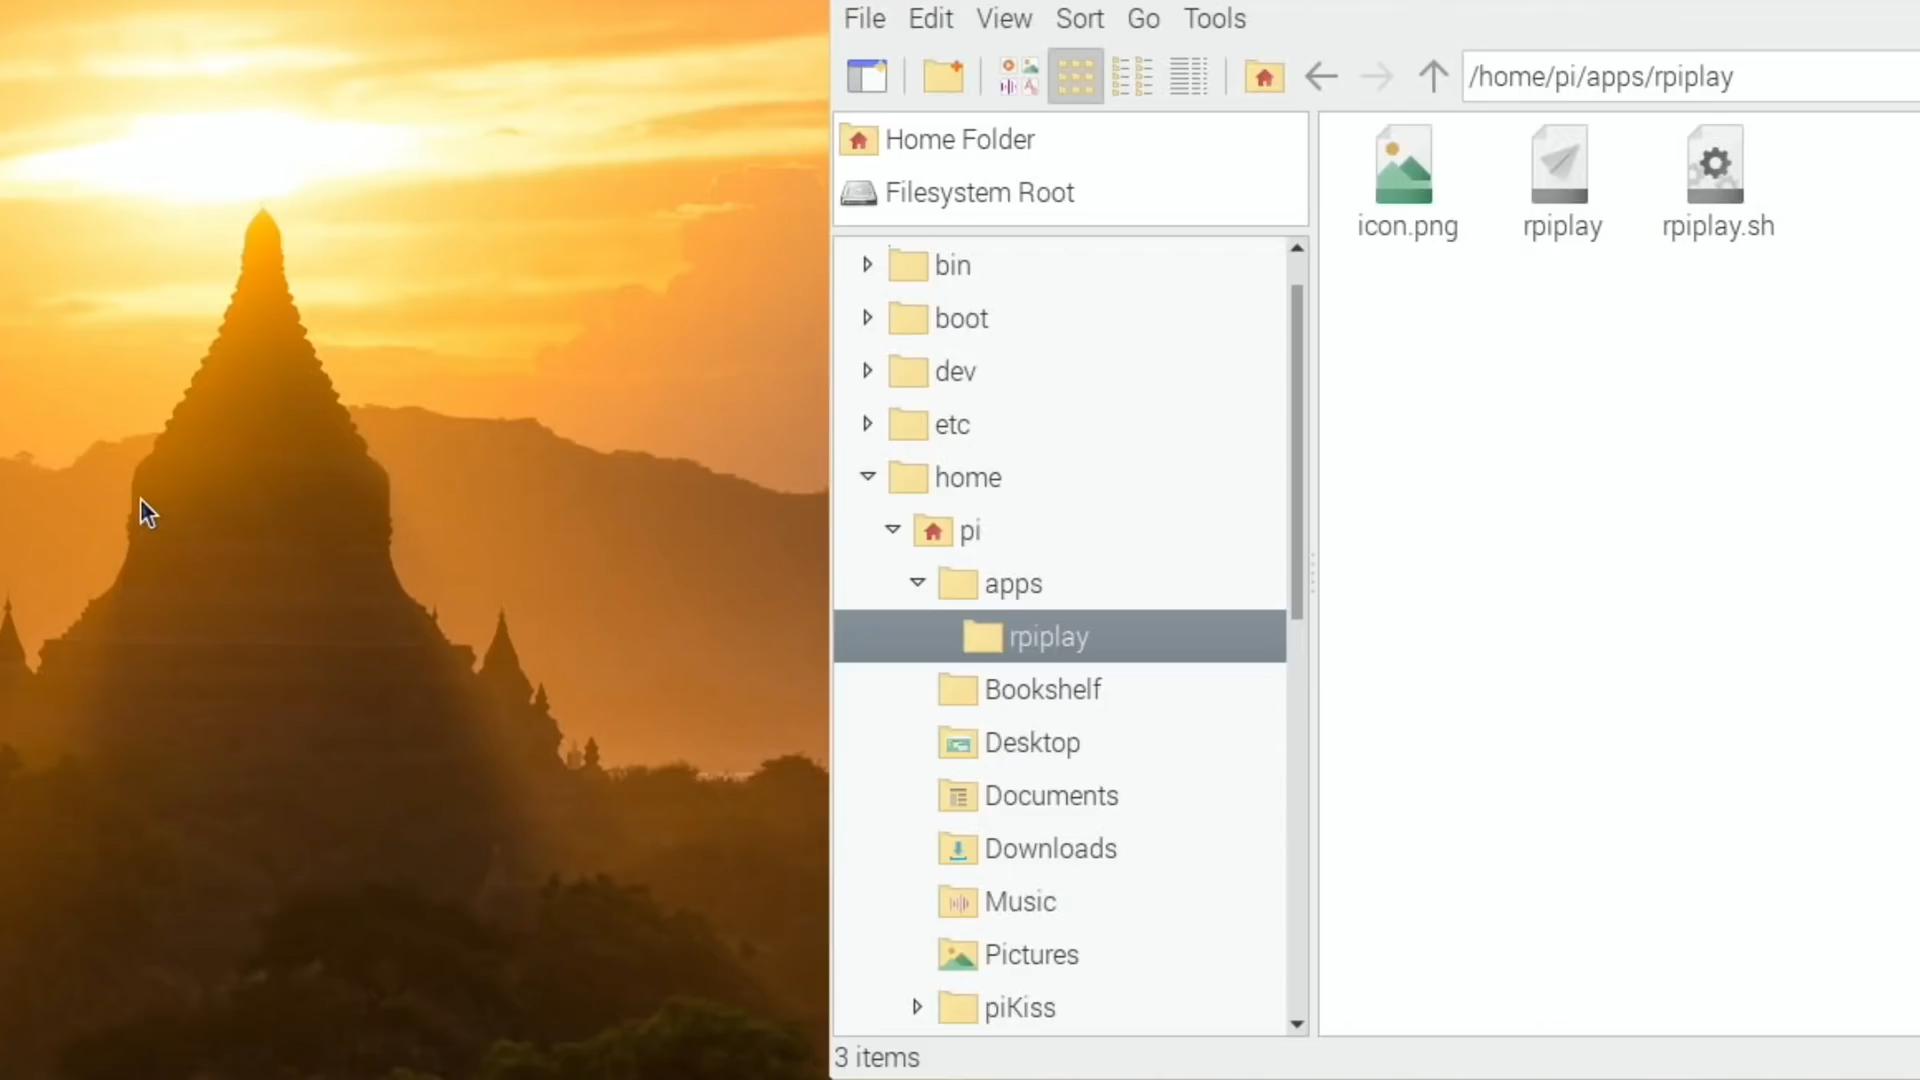 File Edit View Sort Go Tools
/home/pi/apps/rpiplay
Home Folder
Filesystem Root
bin
boot
dev
etc
home
pi
apps
rpiplay
Bookshelf
Desktop
Documents
Downloads
Music
Pictures
piKiss
icon.png rpiplay rpiplay.sh
3 items